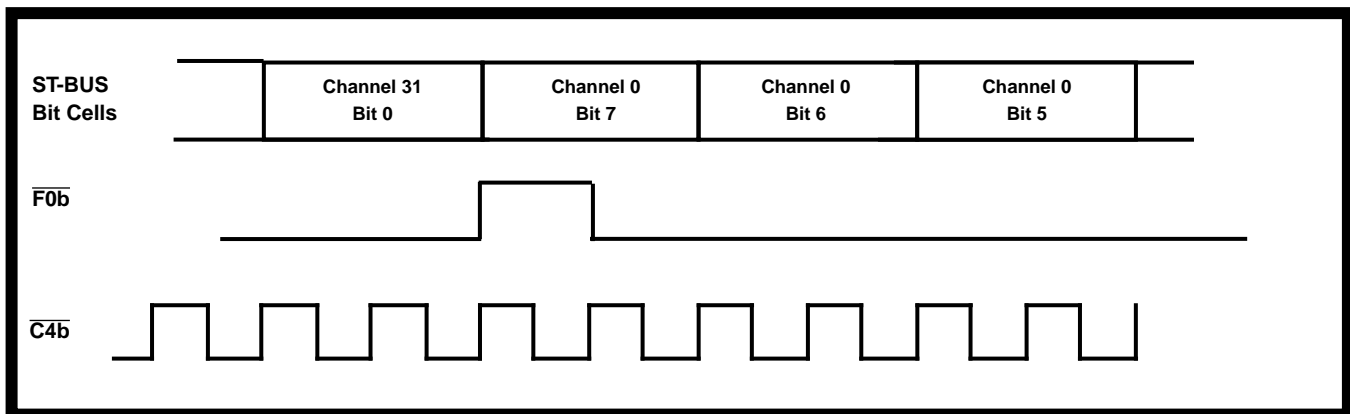 ST-BUS
Bit Cells
Channel 31
Bit 0
Channel 0
Bit 7
Channel 0
Bit 6
Channel 0
Bit 5
F0b
C4b